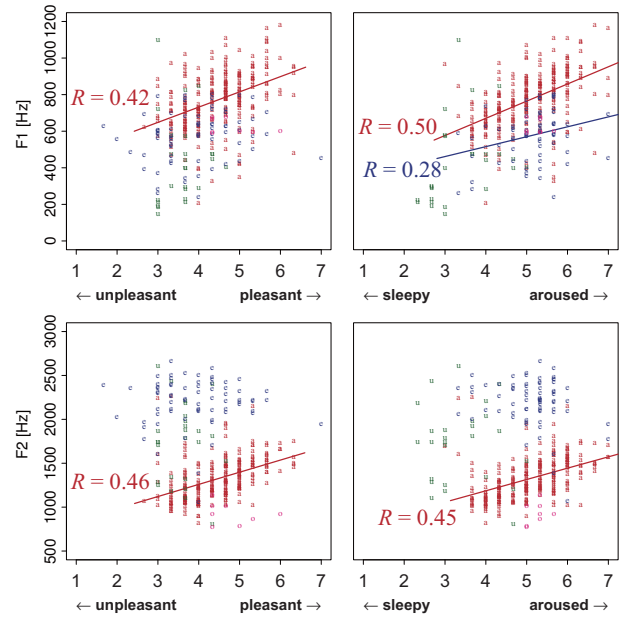 F1 [Hz]
0 200 400 600 800 1000 1200
R = 0.42
1 2 3 4 5 6 7
← unpleasant pleasant →
R = 0.50
R = 0.28
1 2 3 4 5 6 7
← sleepy aroused →
F2 [Hz]
500 1000 1500 2000 2500 3000
R = 0.46
1 2 3 4 5 6 7
← unpleasant pleasant →
R = 0.45
1 2 3 4 5 6 7
← sleepy aroused →